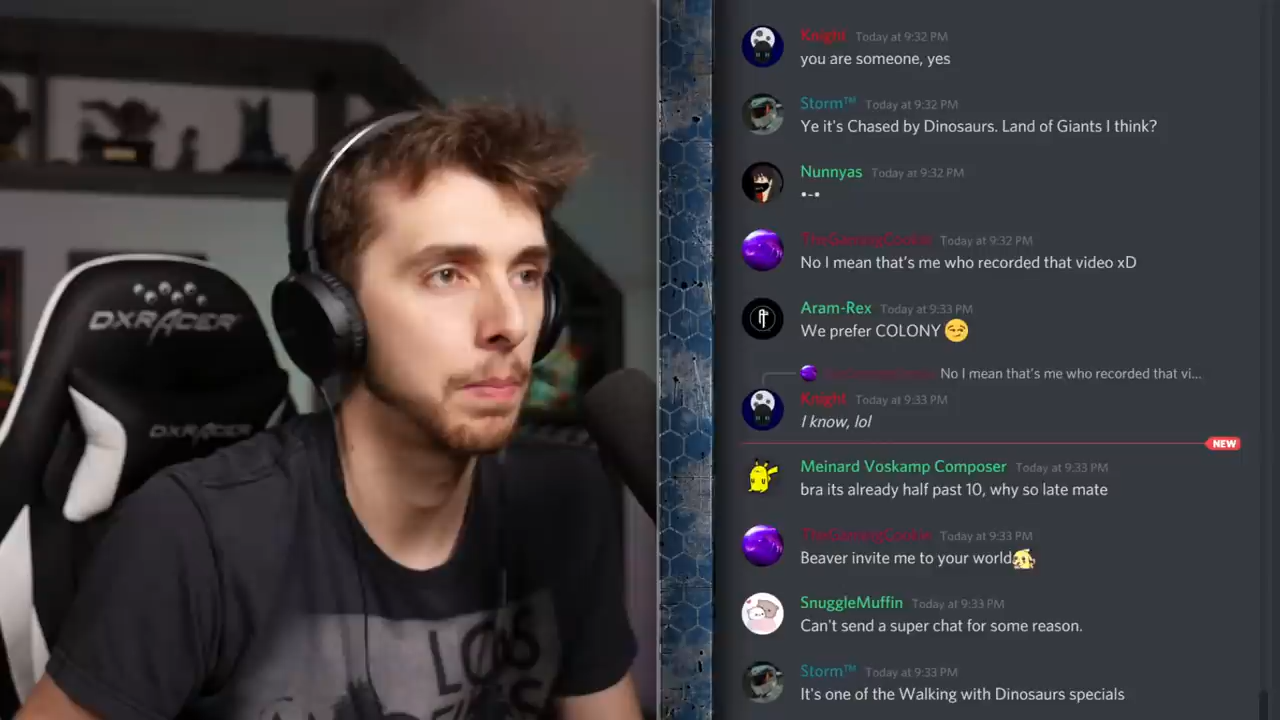 DXRACER
DXRACER
LOS
Knight Today at 9:32 PM
you are someone, yes
Storm™ Today at 9:32 PM
Ye it's Chased by Dinosaurs. Land of Giants I think?
Nunnyas Today at 9:32 PM
•-•
TheGamingCookie Today at 9:32 PM
No I mean that's me who recorded that video xD
Aram-Rex Today at 9:33 PM
We prefer COLONY 😏
TheGamingCookie No I mean that's me who recorded that vi...
Knight Today at 9:33 PM
I know, lol
NEW
Meinard Voskamp Composer Today at 9:33 PM
bra its already half past 10, why so late mate
TheGamingCookie Today at 9:33 PM
Beaver invite me to your world
SnuggleMuffin Today at 9:33 PM
Can't send a super chat for some reason.
Storm™ Today at 9:33 PM
It's one of the Walking with Dinosaurs specials